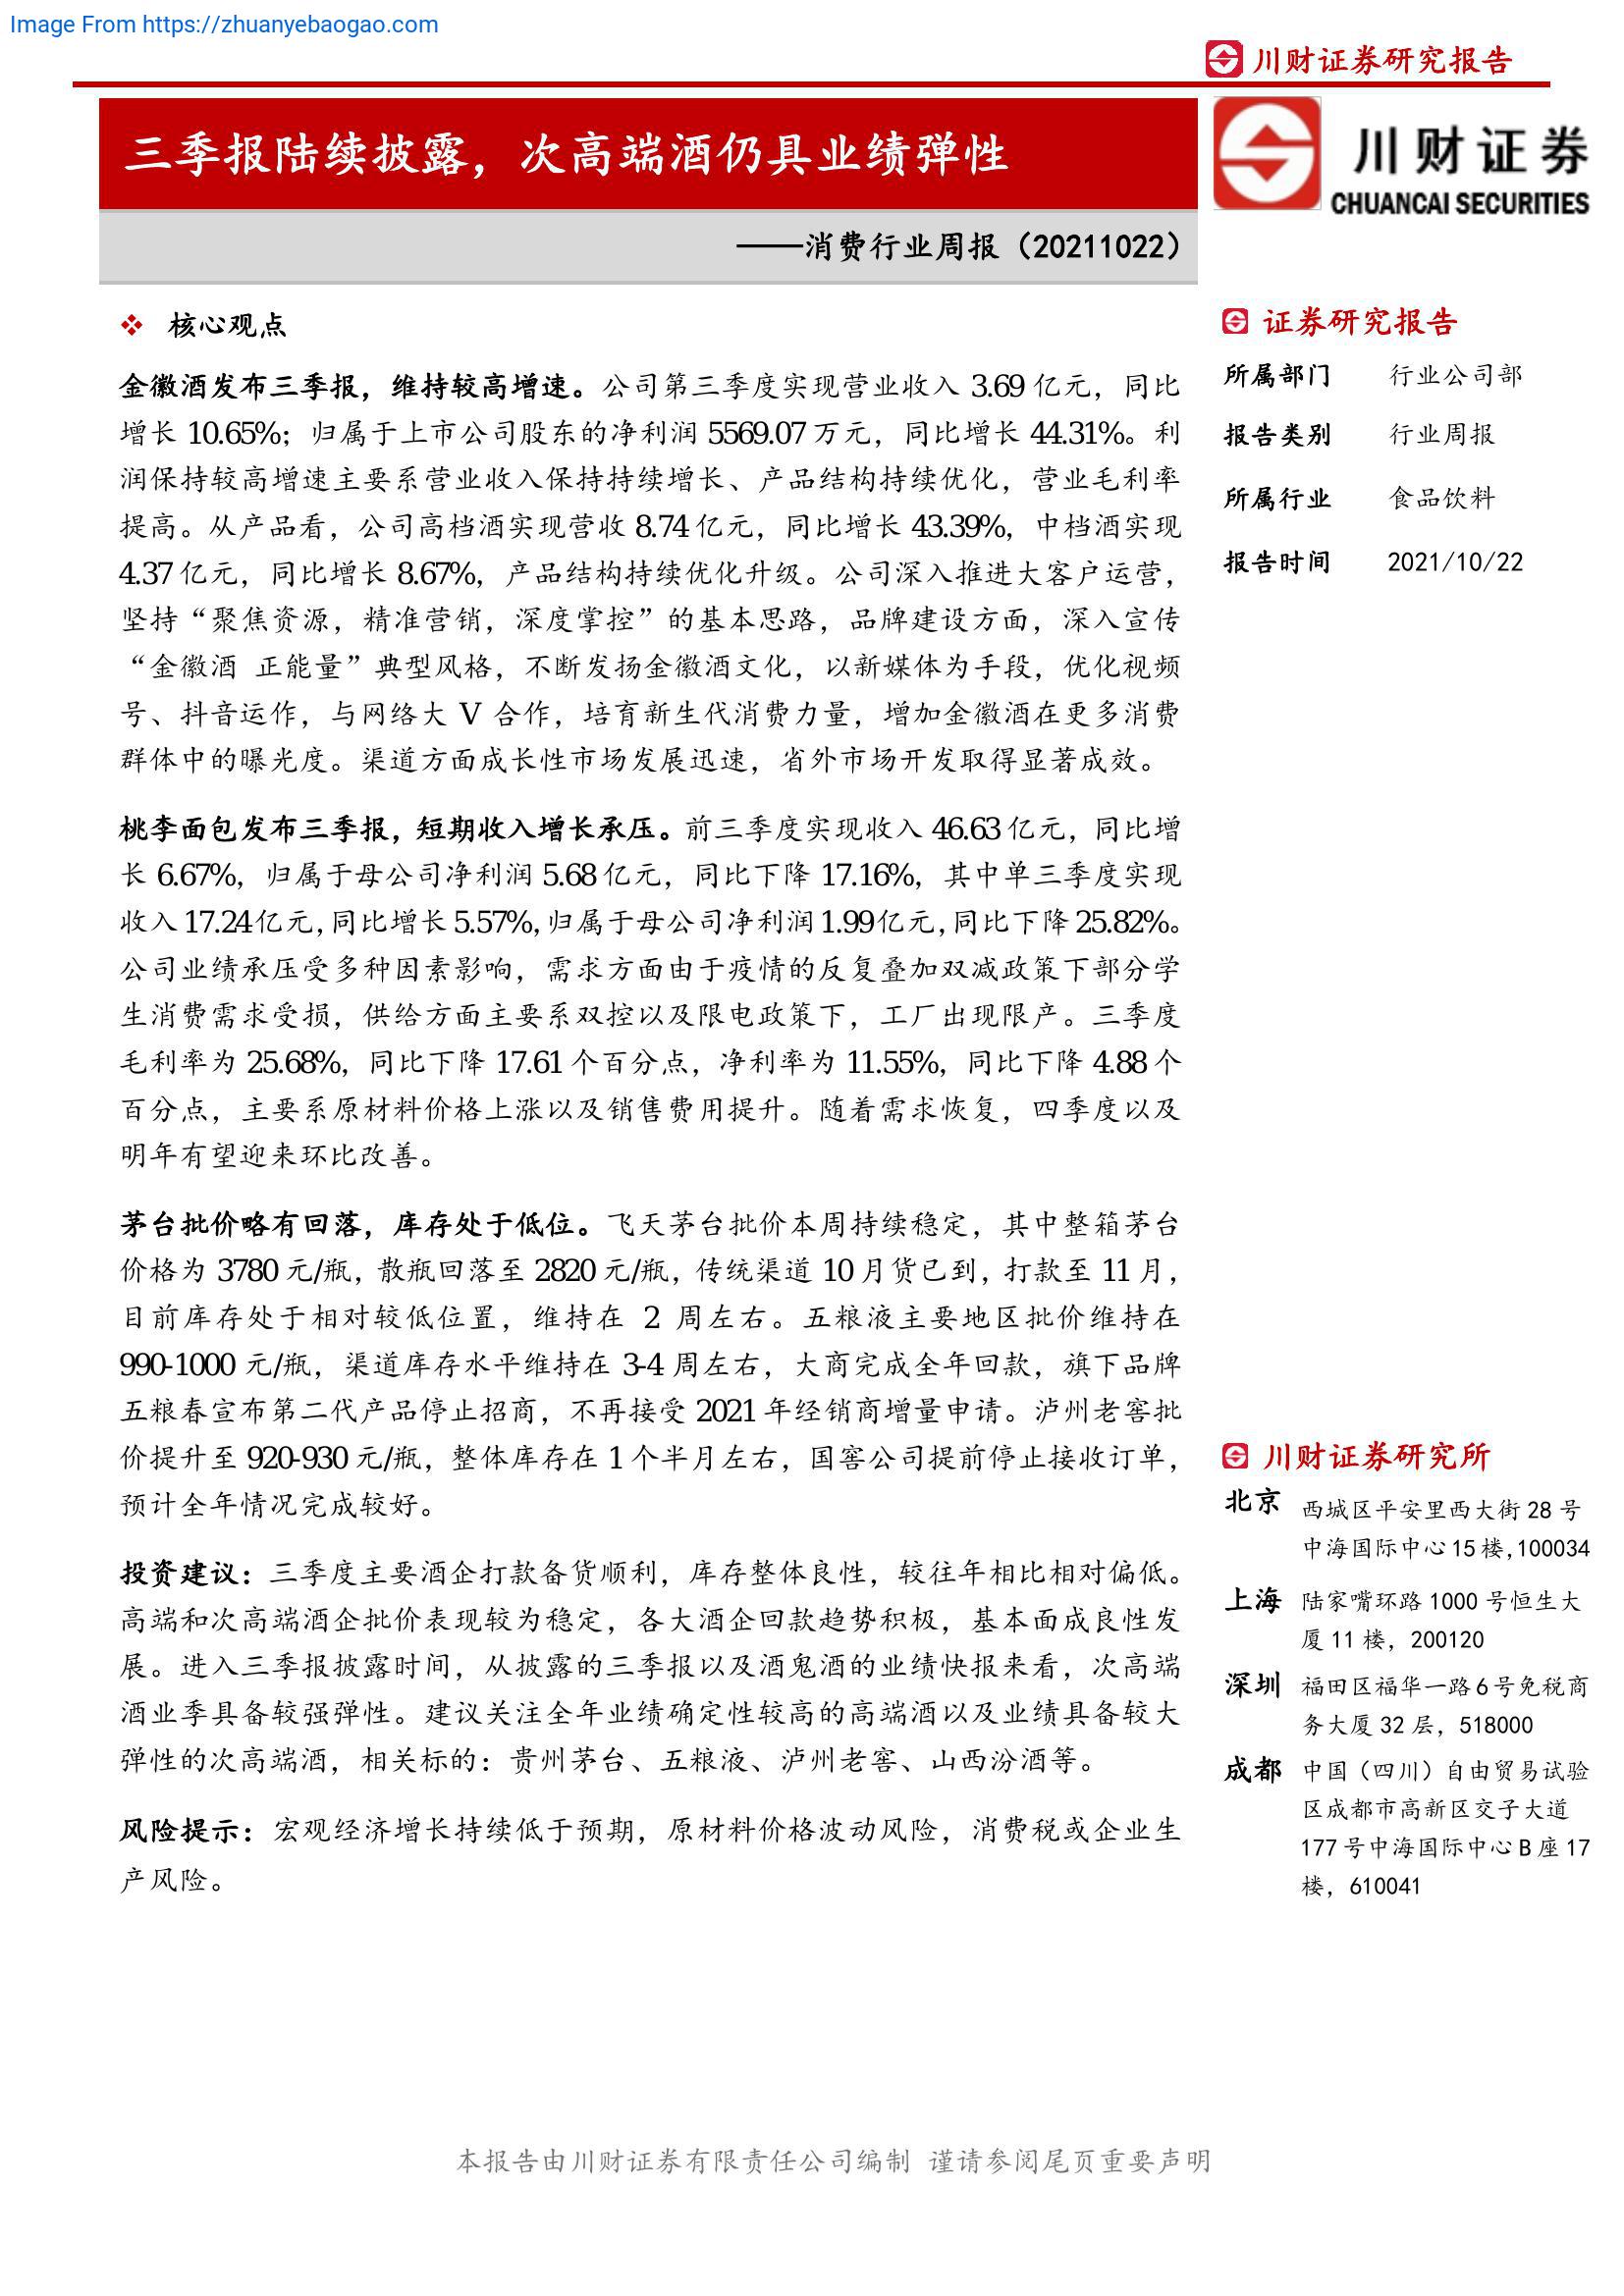 Image From https://zhuanyebaogao.com
川财证券研究报告
三季报陆续披露，次高端酒仍具业绩弹性
川财证券
CHUANCAI SECURITIES
——消费行业周报（20211022）
核心观点
金徽酒发布三季报，维持较高增速。公司第三季度实现营业收入 3.69 亿元，同比
增长 10.65%；归属于上市公司股东的净利润 5569.07 万元，同比增长 44.31%。利
润保持较高增速主要系营业收入保持持续增长、产品结构持续优化，营业毛利率
提高。从产品看，公司高档酒实现营收 8.74 亿元，同比增长 43.39%，中档酒实现
4.37 亿元，同比增长 8.67%，产品结构持续优化升级。公司深入推进大客户运营，
坚持“聚焦资源，精准营销，深度掌控”的基本思路，品牌建设方面，深入宣传
“金徽酒 正能量”典型风格，不断发扬金徽酒文化，以新媒体为手段，优化视频
号、抖音运作，与网络大 V 合作，培育新生代消费力量，增加金徽酒在更多消费
群体中的曝光度。渠道方面成长性市场发展迅速，省外市场开发取得显著成效。
桃李面包发布三季报，短期收入增长承压。前三季度实现收入 46.63 亿元，同比增
长 6.67%，归属于母公司净利润 5.68 亿元，同比下降 17.16%，其中单三季度实现
收入 17.24 亿元，同比增长 5.57%，归属于母公司净利润 1.99 亿元，同比下降 25.82%。
公司业绩承压受多种因素影响，需求方面由于疫情的反复叠加双减政策下部分学
生消费需求受损，供给方面主要系双控以及限电政策下，工厂出现限产。三季度
毛利率为 25.68%，同比下降 17.61 个百分点，净利率为 11.55%，同比下降 4.88 个
百分点，主要系原材料价格上涨以及销售费用提升。随着需求恢复，四季度以及
明年有望迎来环比改善。
茅台批价略有回落，库存处于低位。飞天茅台批价本周持续稳定，其中整箱茅台
价格为 3780 元/瓶，散瓶回落至 2820 元/瓶，传统渠道 10 月货已到，打款至 11 月，
目前库存处于相对较低位置，维持在 2 周左右。五粮液主要地区批价维持在
990-1000 元/瓶，渠道库存水平维持在 3-4 周左右，大商完成全年回款，旗下品牌
五粮春宣布第二代产品停止招商，不再接受 2021 年经销商增量申请。泸州老窖批
价提升至 920-930 元/瓶，整体库存在 1 个半月左右，国窖公司提前停止接收订单，
预计全年情况完成较好。
投资建议：三季度主要酒企打款备货顺利，库存整体良性，较往年相比相对偏低。
高端和次高端酒企批价表现较为稳定，各大酒企回款趋势积极，基本面成良性发
展。进入三季报披露时间，从披露的三季报以及酒鬼酒的业绩快报来看，次高端
酒业季具备较强弹性。建议关注全年业绩确定性较高的高端酒以及业绩具备较大
弹性的次高端酒，相关标的：贵州茅台、五粮液、泸州老窖、山西汾酒等。
风险提示：宏观经济增长持续低于预期，原材料价格波动风险，消费税或企业生
产风险。
证券研究报告
所属部门 行业公司部
报告类别 行业周报
所属行业 食品饮料
报告时间 2021/10/22
川财证券研究所
北京 西城区平安里西大街 28 号
中海国际中心 15 楼，100034
上海 陆家嘴环路 1000 号恒生大
厦 11 楼，200120
深圳 福田区福华一路 6 号免税商
务大厦 32 层，518000
成都 中国（四川）自由贸易试验
区成都市高新区交子大道
177 号中海国际中心 B 座 17
楼，610041
本报告由川财证券有限责任公司编制 谨请参阅尾页重要声明